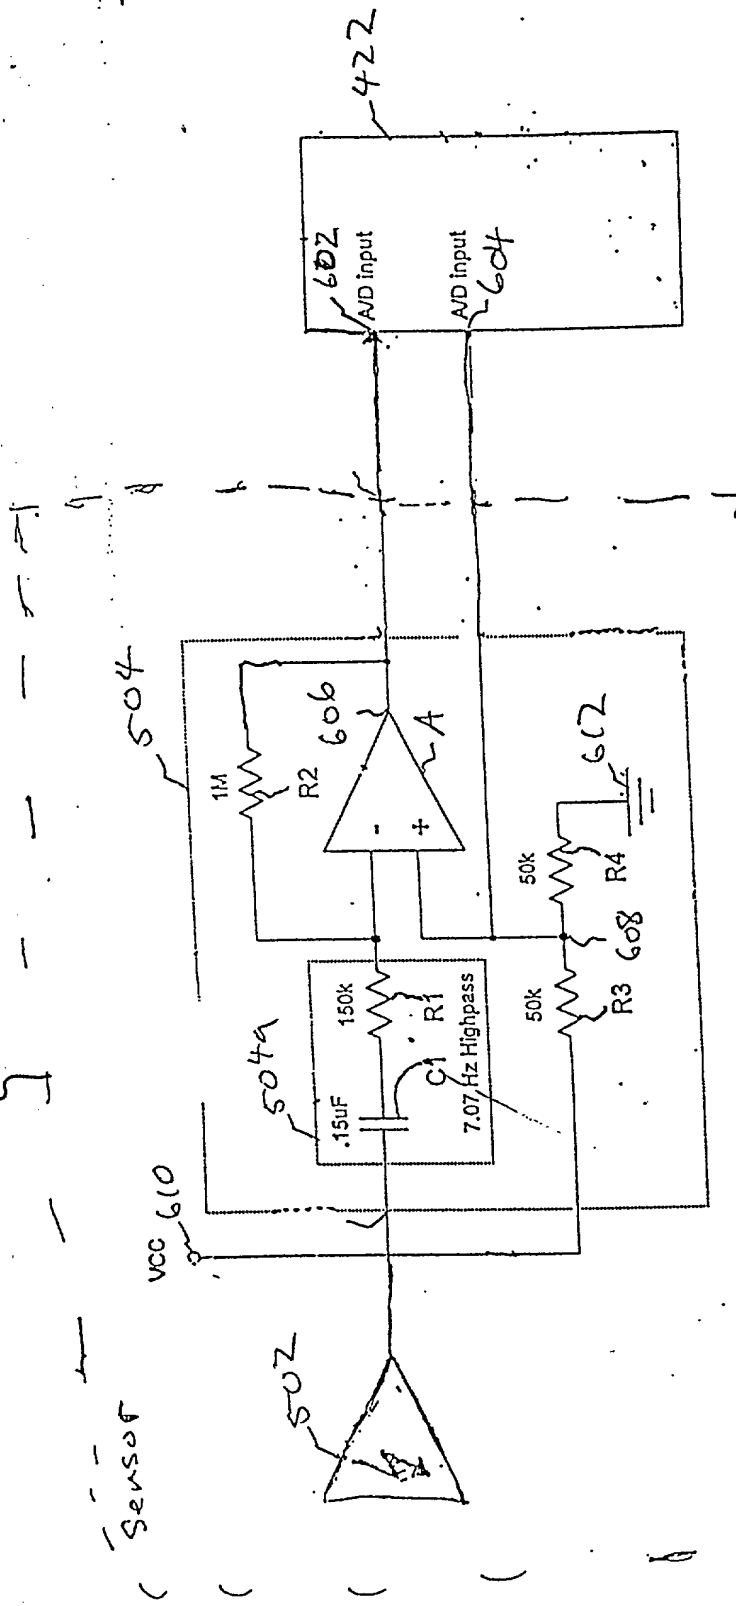 Sensor
502
VCC 610
504a
504
.15uF
150k
C1
R1
7.07 Hz Highpass
1M
R2
606
-
+
A
50k
R3
608
50k
R4
612
602
A/D input
A/D input
604
422